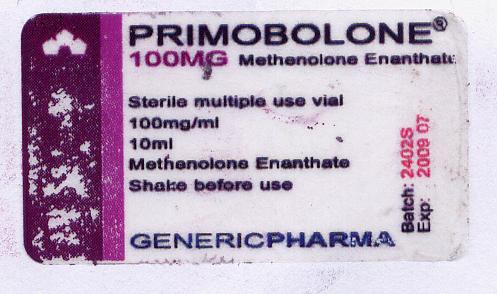 PRIMOBOLONE®
100MG Methenolone Enanthate
Sterile multiple use vial
100mg/ml
10ml
Methenolone Enanthate
Shake before use
GENERICPHARMA
Batch: 2402S
Exp: 2009 07